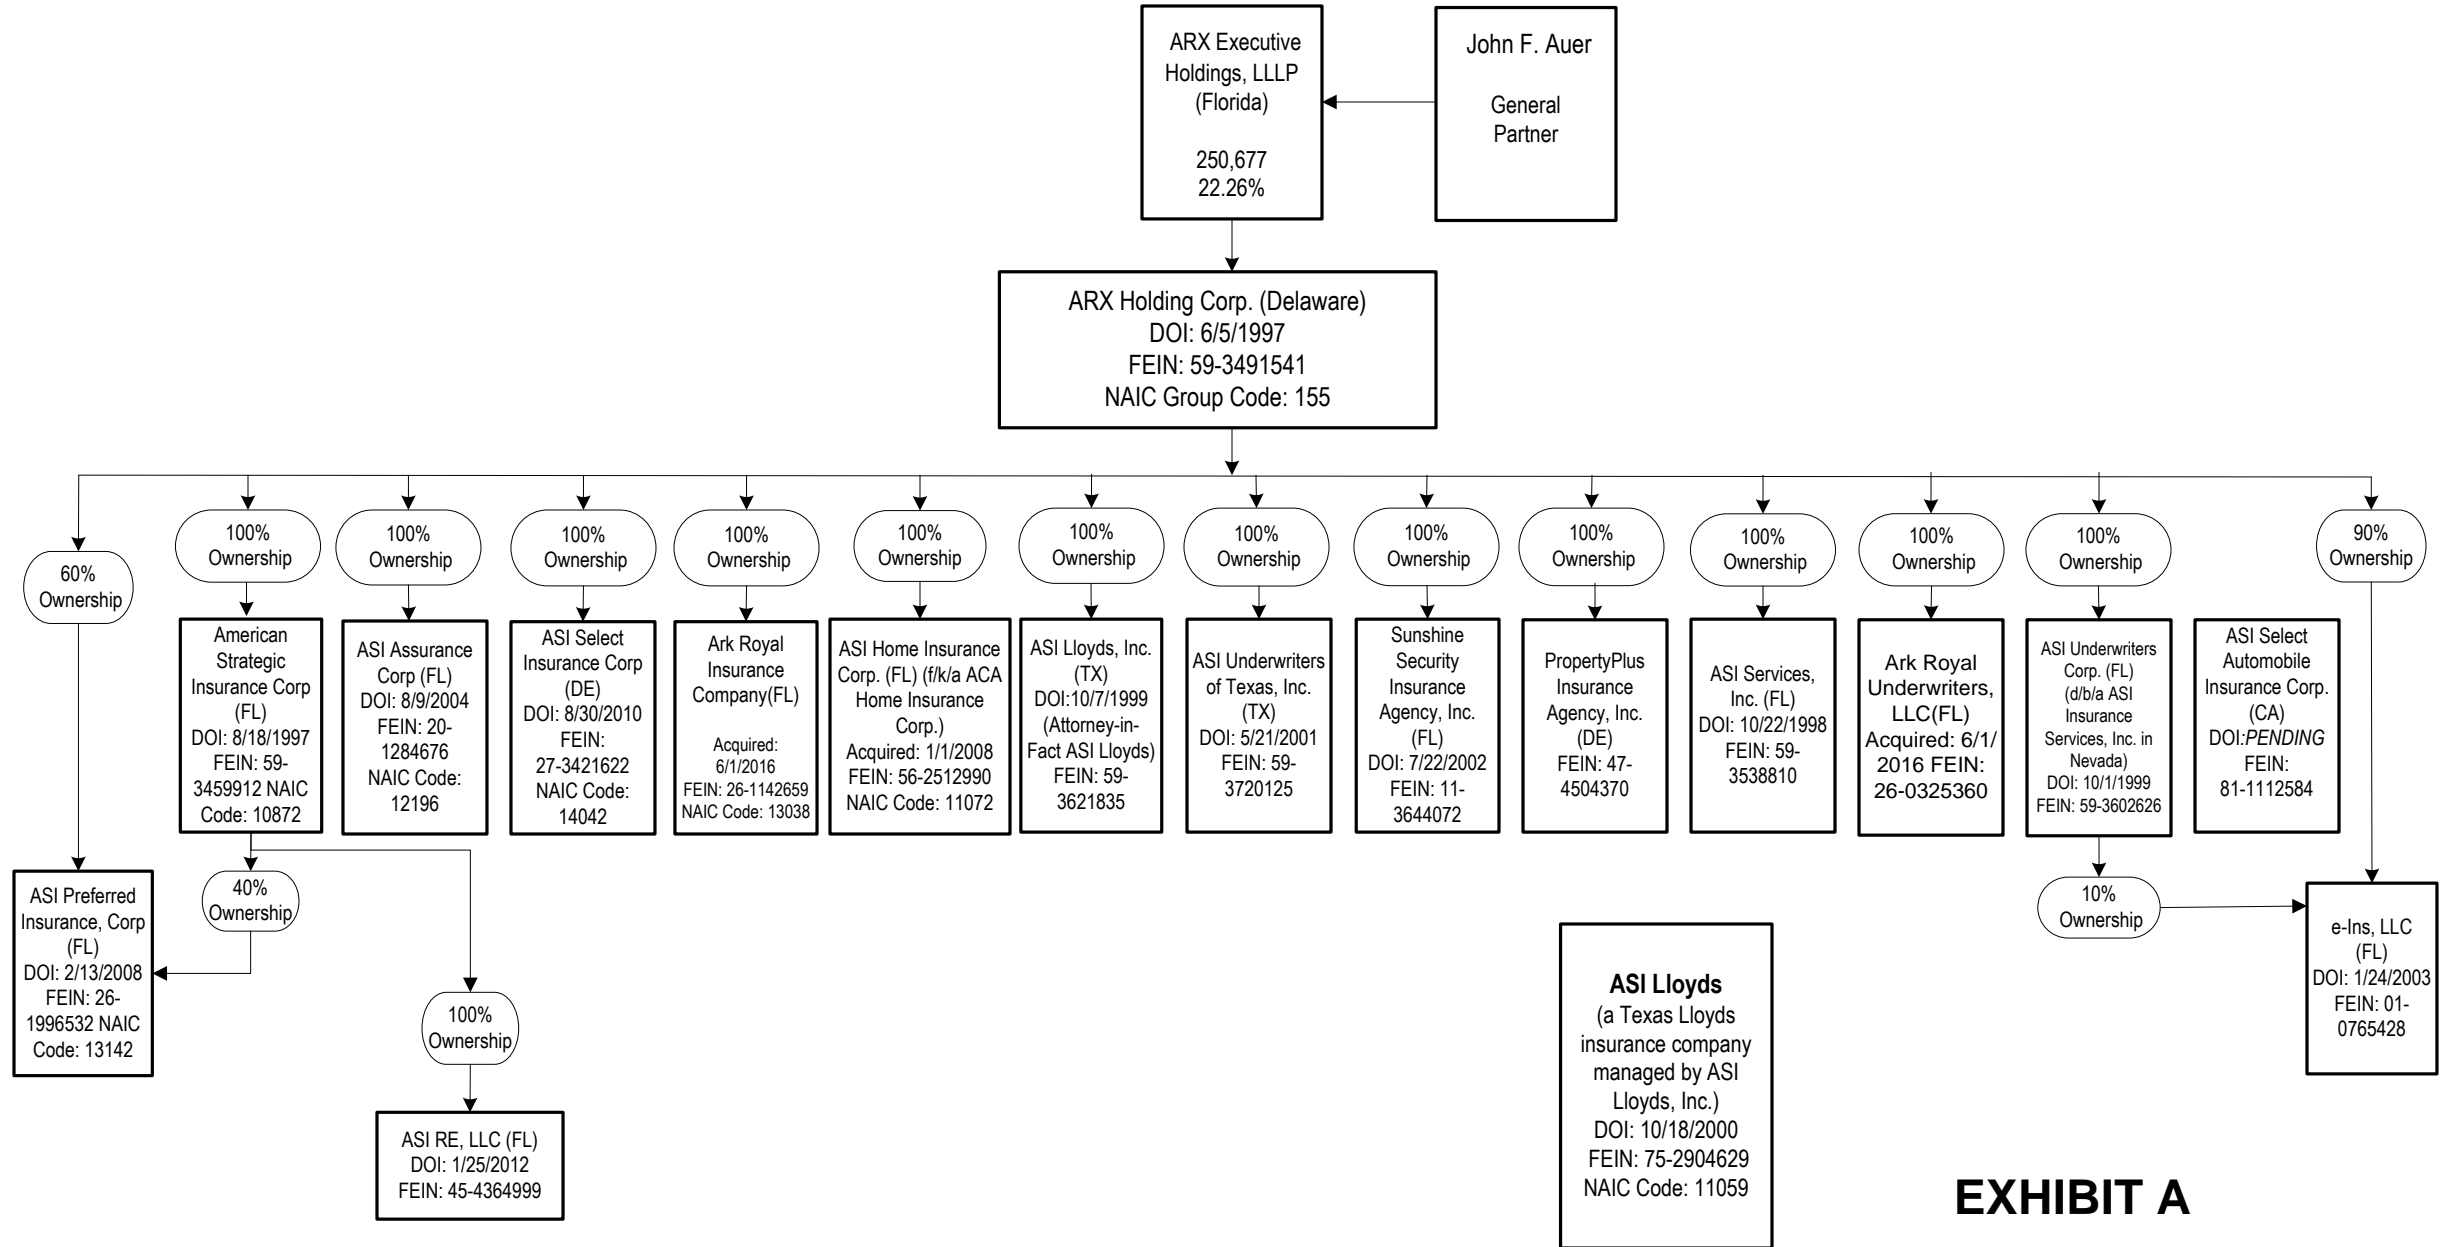 ARX Executive
Holdings, LLLP
(Florida)
250,677
22.26%
John F. Auer
General
Partner
ARX Holding Corp. (Delaware)
DOI: 6/5/1997
FEIN: 59-3491541
NAIC Group Code: 155
60%
Ownership
100%
Ownership
100%
Ownership
100%
Ownership
100%
Ownership
100%
Ownership
100%
Ownership
100%
Ownership
100%
Ownership
100%
Ownership
100%
Ownership
100%
Ownership
100%
Ownership
90%
Ownership
American
Strategic
Insurance Corp
(FL)
DOI: 8/18/1997
FEIN: 59-
3459912 NAIC
Code: 10872
ASI Assurance
Corp (FL)
DOI: 8/9/2004
FEIN: 20-
1284676
NAIC Code:
12196
ASI Select
Insurance Corp
(DE)
DOI: 8/30/2010
FEIN:
27-3421622
NAIC Code:
14042
Ark Royal
Insurance
Company(FL)
Acquired:
6/1/2016
FEIN: 26-1142659
NAIC Code: 13038
ASI Home Insurance
Corp. (FL) (f/k/a ACA
Home Insurance
Corp.)
Acquired: 1/1/2008
FEIN: 56-2512990
NAIC Code: 11072
ASI Lloyds, Inc.
(TX)
DOI:10/7/1999
(Attorney-in-
Fact ASI Lloyds)
FEIN: 59-
3621835
ASI Underwriters
of Texas, Inc.
(TX)
DOI: 5/21/2001
FEIN: 59-
3720125
Sunshine
Security
Insurance
Agency, Inc.
(FL)
DOI: 7/22/2002
FEIN: 11-
3644072
PropertyPlus
Insurance
Agency, Inc.
(DE)
FEIN: 47-
4504370
ASI Services,
Inc. (FL)
DOI: 10/22/1998
FEIN: 59-
3538810
Ark Royal
Underwriters,
LLC(FL)
Acquired: 6/1/
2016 FEIN:
26-0325360
ASI Underwriters
Corp. (FL)
(d/b/a ASI
Insurance
Services, Inc. in
Nevada)
DOI: 10/1/1999
FEIN: 59-3602626
ASI Select
Automobile
Insurance Corp.
(CA)
DOI:PENDING
FEIN:
81-1112584
ASI Preferred
Insurance, Corp
(FL)
DOI: 2/13/2008
FEIN: 26-
1996532 NAIC
Code: 13142
40%
Ownership
100%
Ownership
ASI RE, LLC (FL)
DOI: 1/25/2012
FEIN: 45-4364999
10%
Ownership
e-Ins, LLC
(FL)
DOI: 1/24/2003
FEIN: 01-
0765428
ASI Lloyds
(a Texas Lloyds
insurance company
managed by ASI
Lloyds, Inc.)
DOI: 10/18/2000
FEIN: 75-2904629
NAIC Code: 11059
EXHIBIT A